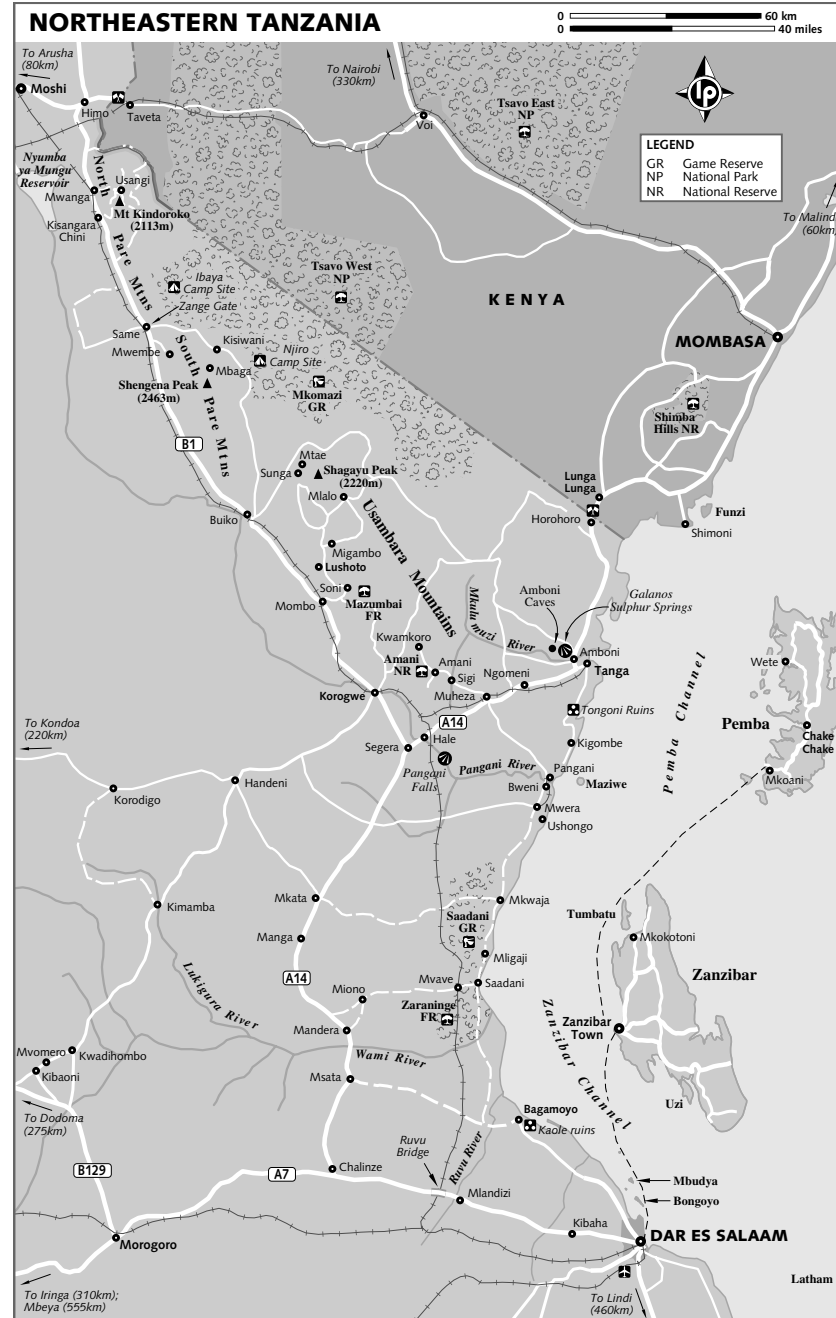 NORTHEASTERN TANZANIA
0 60 km
0 40 miles
To Arusha
(80km)
Moshi
Himo
Taveta
To Nairobi
(330km)
Voi
Tsavo East
NP
lp
LEGEND
GR Game Reserve
NP National Park
NR National Reserve
Nyumba
ya Mungu
Reservoir
Mwanga
Usangi
Mt Kindoroko
(2113m)
Kisangara
Chini
North Pare Mtns
To Malindi
(60km)
Ibaya
Camp Site
Zange Gate
Tsavo West
NP
KENYA
MOMBASA
Same
Mwembe
Kisiwani
Mbaga
Shengena Peak
(2463m)
South Pare Mtns
Njiro
Camp Site
Mkomazi
GR
Shimba
Hills NR
B1
Mtae
Sunga
Shagayu Peak
(2220m)
Mlalo
Lunga
Lunga
Horohoro
Funzi
Shimoni
Buiko
Usambara Mountains
Migambo
Lushoto
Soni
Mazumbai
FR
Mombo
Mkulumuzi River
Amboni
Caves
Galanos
Sulphur Springs
Kwamkoro
Amani
NR
Amani
Sigi
Ngomeni
Amboni
Tanga
Muheza
Korogwe
A14
Tongoni Ruins
Pemba Channel
Wete
Pemba
Chake
Chake
Mkoani
To Kondoa
(220km)
Segera
Hale
Kigombe
Pangani
Falls
Pangani River
Pangani
Bweni
Maziwe
Mwera
Ushongo
Korodigo
Handeni
Kimamba
Mkata
Mkwaja
Manga
Saadani
GR
Mligaji
Tumbatu
Mkokotoni
Zanzibar
Lukigura River
A14
Miono
Mvave
Saadani
Zaraninge
FR
Mandera
Zanzibar
Town
Zanzibar Channel
Mvomero
Kwadihombo
Kibaoni
Wami River
Msata
Uzi
To Dodoma
(275km)
Bagamoyo
Kaole ruins
B129
A7
Chalinze
Ruvu
Bridge
Ruvu River
Mlandizi
Mbudya
Bongoyo
Kibaha
DAR ES SALAAM
Morogoro
Latham
To Iringa (310km);
Mbeya (555km)
To Lindi
(460km)